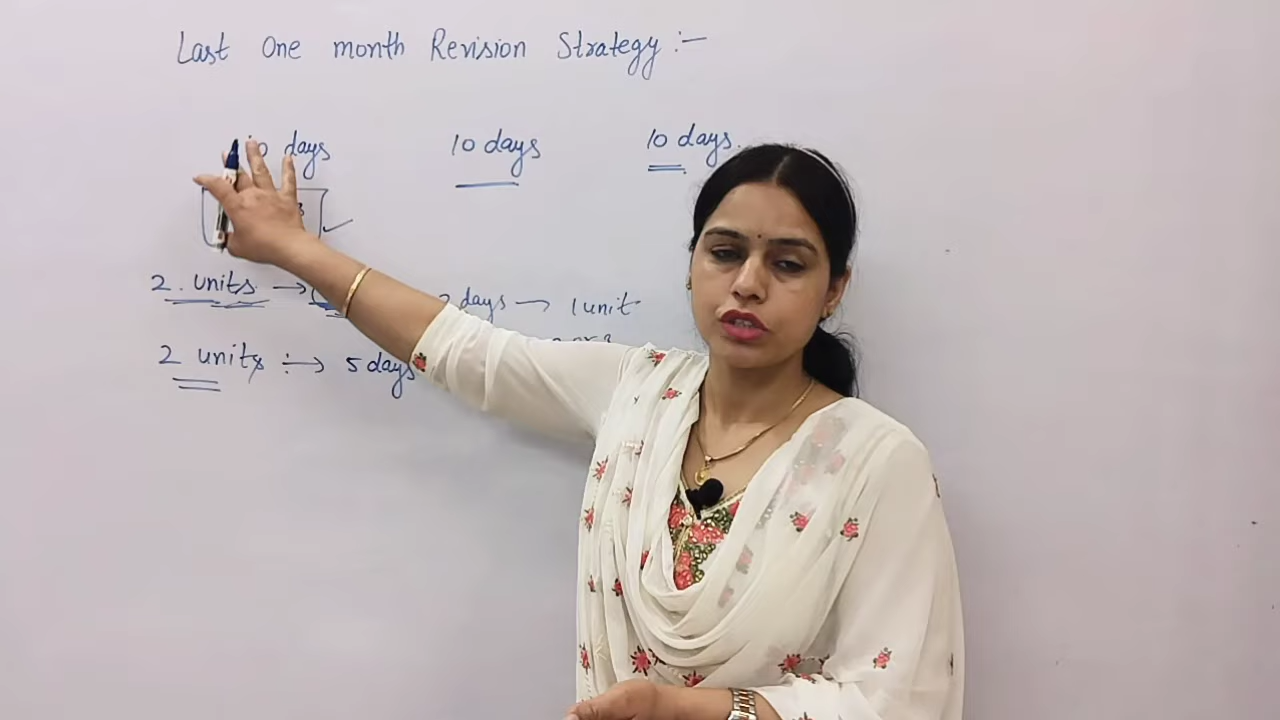 Last One month Revision Strategy :-
days 10 days 10 days.
2. units → days → 1 unit
2 units ÷→ 5 days